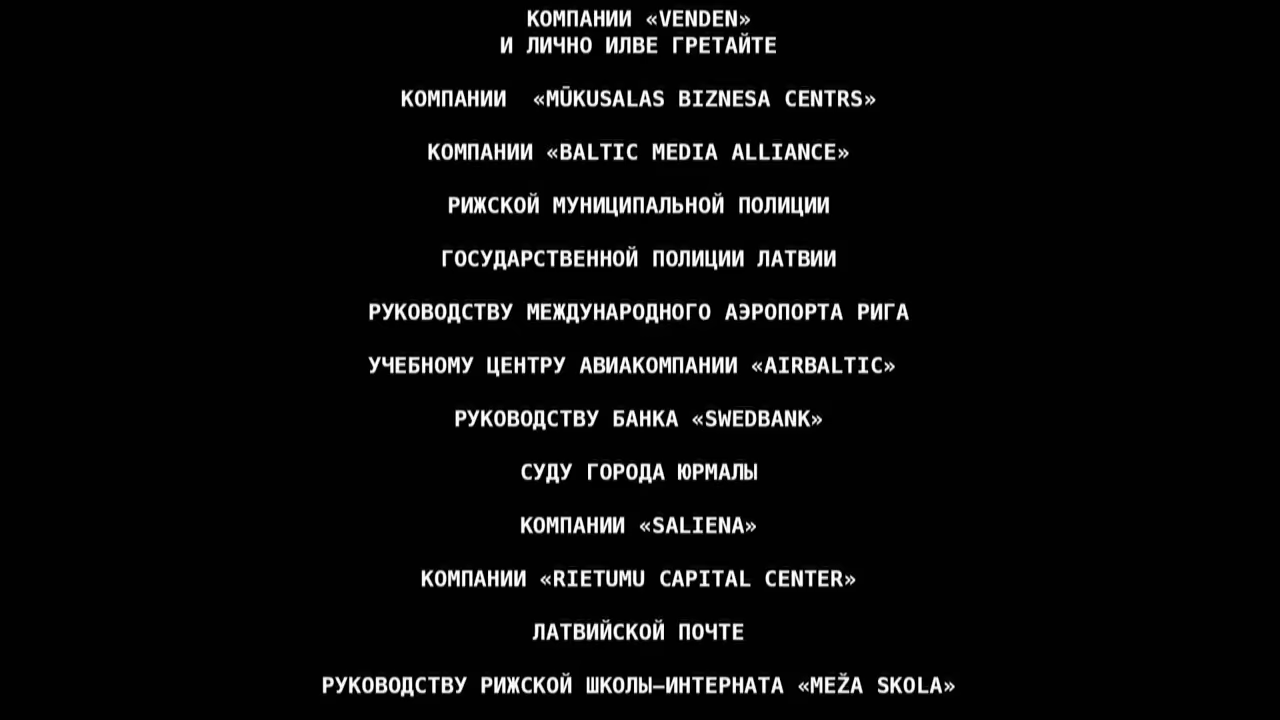 КОМПАНИИ «VENDEN»
И ЛИЧНО ИЛВЕ ГРЕТАЙТЕ
КОМПАНИИ «MŪKUSALAS BIZNESA CENTRS»
КОМПАНИИ «BALTIC MEDIA ALLIANCE»
РИЖСКОЙ МУНИЦИПАЛЬНОЙ ПОЛИЦИИ
ГОСУДАРСТВЕННОЙ ПОЛИЦИИ ЛАТВИИ
РУКОВОДСТВУ МЕЖДУНАРОДНОГО АЭРОПОРТА РИГА
УЧЕБНОМУ ЦЕНТРУ АВИАКОМПАНИИ «AIRBALTIC»
РУКОВОДСТВУ БАНКА «SWEDBANK»
СУДУ ГОРОДА ЮРМАЛЫ
КОМПАНИИ «SALIENA»
КОМПАНИИ «RIETUMU CAPITAL CENTER»
ЛАТВИЙСКОЙ ПОЧТЕ
РУКОВОДСТВУ РИЖСКОЙ ШКОЛЫ–ИНТЕРНАТА «MEŽA SKOLA»